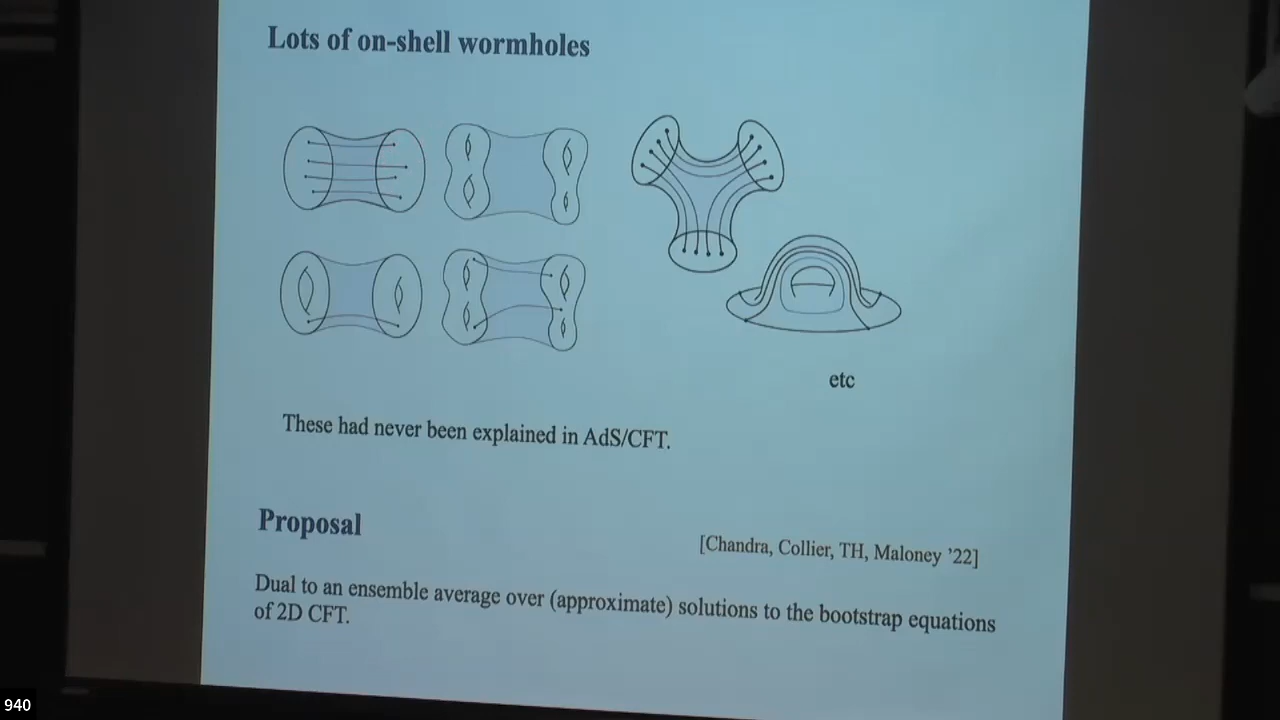 Lots of on-shell wormholes
etc
These had never been explained in AdS/CFT.
Proposal
[Chandra, Collier, TH, Maloney ’22]
Dual to an ensemble average over (approximate) solutions to the bootstrap equations
of 2D CFT.
940